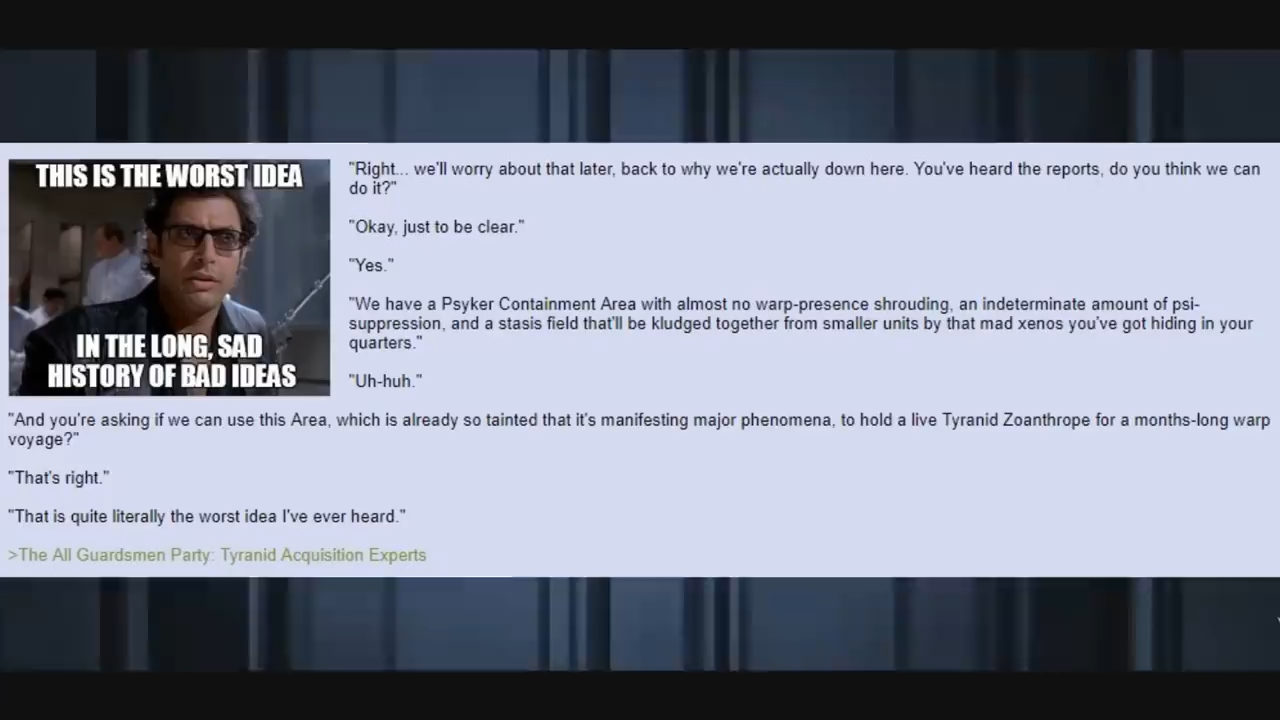 THIS IS THE WORST IDEA
IN THE LONG, SAD
HISTORY OF BAD IDEAS
"Right... we'll worry about that later, back to why we're actually down here. You've heard the reports, do you think we can
do it?"
"Okay, just to be clear."
"Yes."
"We have a Psyker Containment Area with almost no warp-presence shrouding, an indeterminate amount of psi-
suppression, and a stasis field that'll be kludged together from smaller units by that mad xenos you've got hiding in your
quarters."
"Uh-huh."
"And you're asking if we can use this Area, which is already so tainted that it's manifesting major phenomena, to hold a live Tyranid Zoanthrope for a months-long warp
voyage?"
"That's right."
"That is quite literally the worst idea I've ever heard."
>The All Guardsmen Party: Tyranid Acquisition Experts